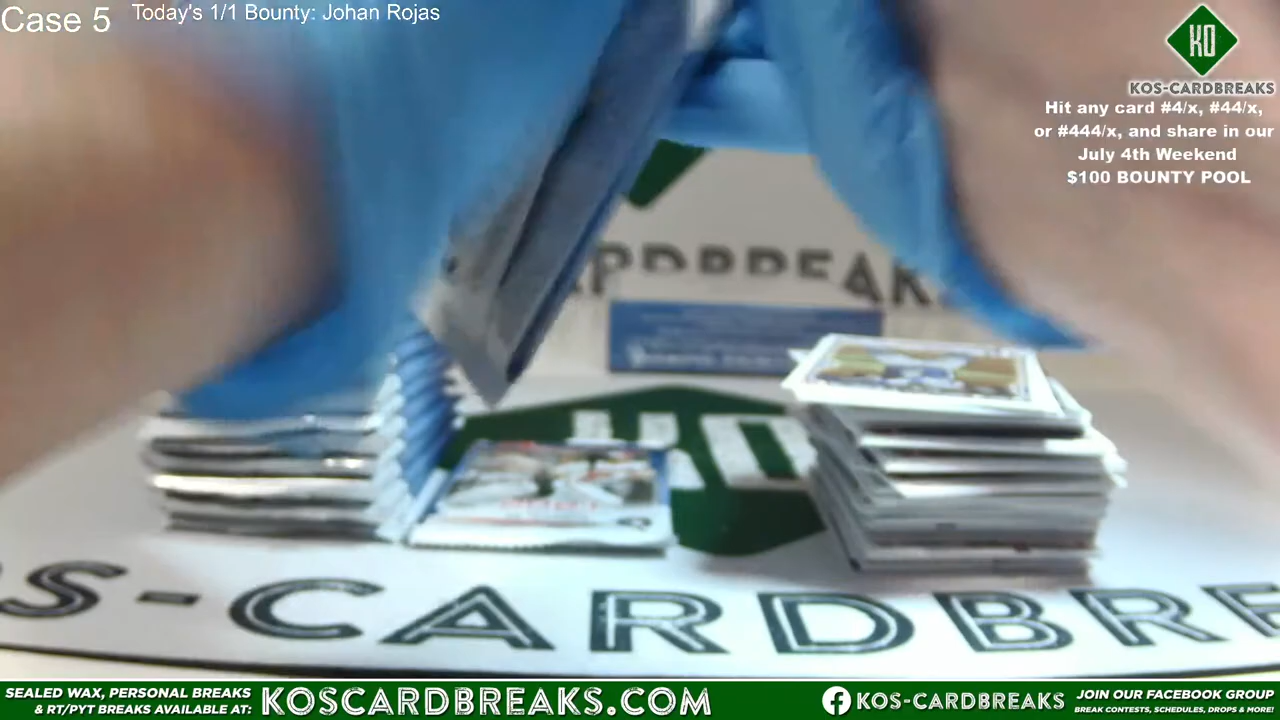 Case 5
Today's 1/1 Bounty: Johan Rojas
KO
KOS-CARDBREAKS
Hit any card #4/x, #44/x,
or #444/x, and share in our
July 4th Weekend
$100 BOUNTY POOL
ARDBREAK
KO
S-CARDBRE
SEALED WAX, PERSONAL BREAKS
& RT/PYT BREAKS AVAILABLE AT:
KOSCARDBREAKS.COM
KOS-CARDBREAKS
JOIN OUR FACEBOOK GROUP
BREAK CONTESTS, SCHEDULES, DROPS & MORE!